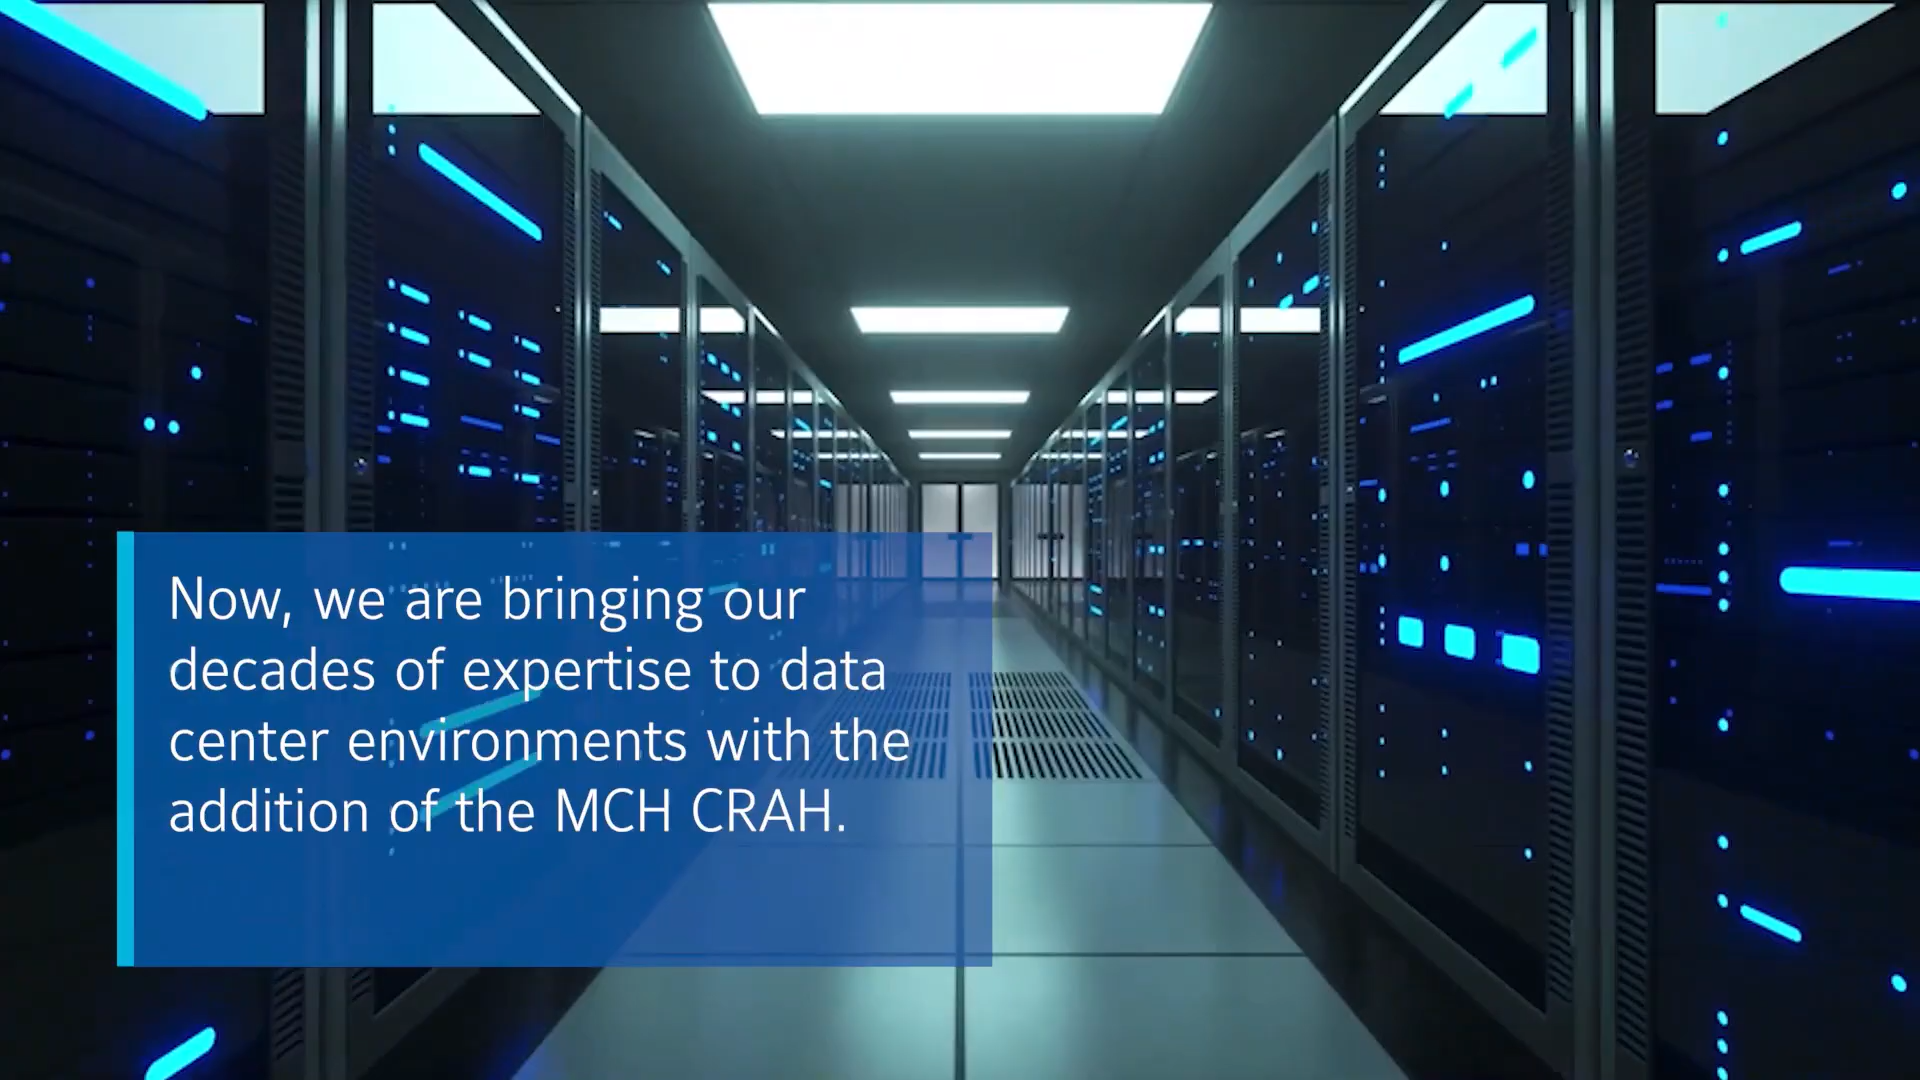 Now, we are bringing our
decades of expertise to data
center environments with the
addition of the MCH CRAH.